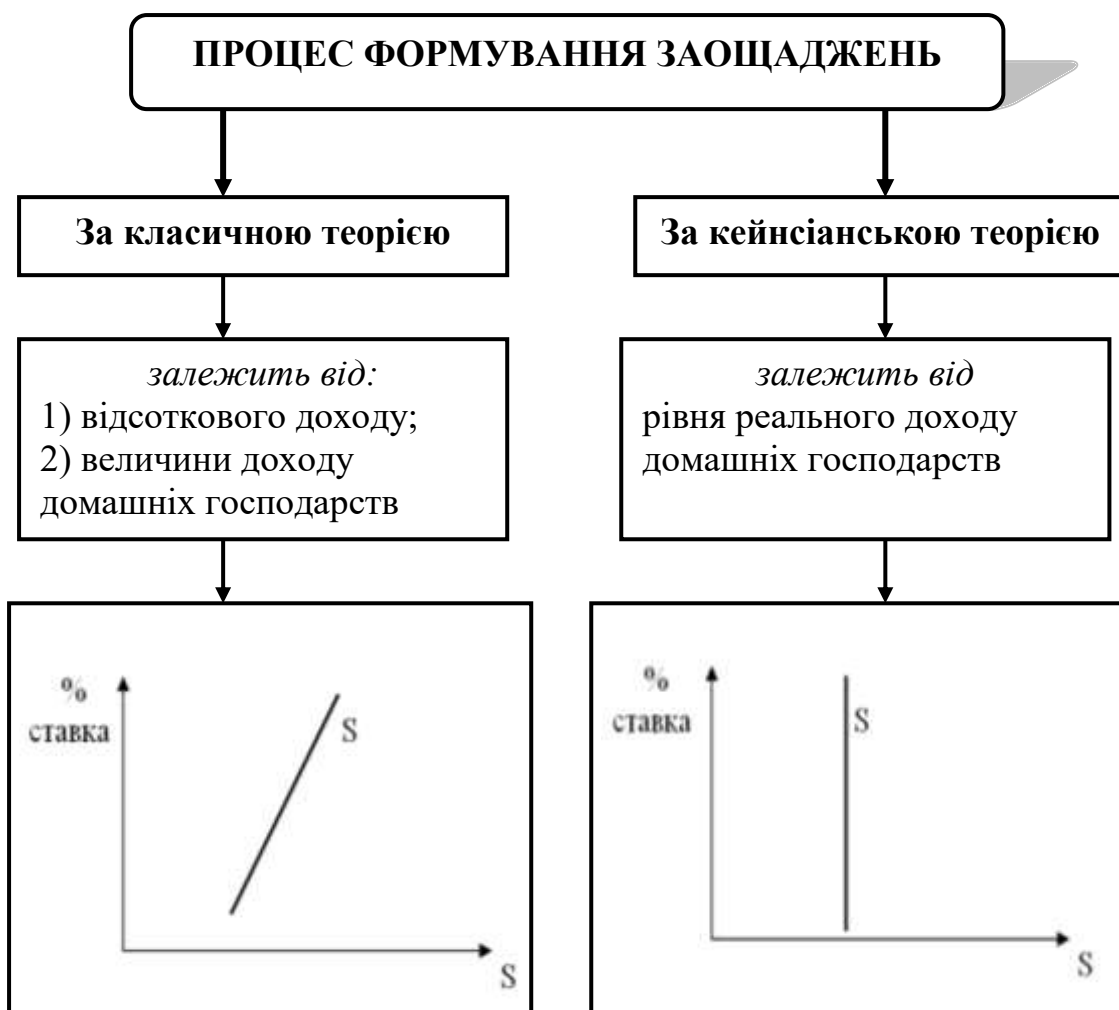 ПРОЦЕС ФОРМУВАННЯ ЗАОЩАДЖЕНЬ
За класичною теорією
За кейнсіанською теорією
залежить від:
1) відсоткового доходу;
2) величини доходу
домашніх господарств
залежить від
рівня реального доходу
домашніх господарств
%
ставка
S
S
%
ставка
S
S